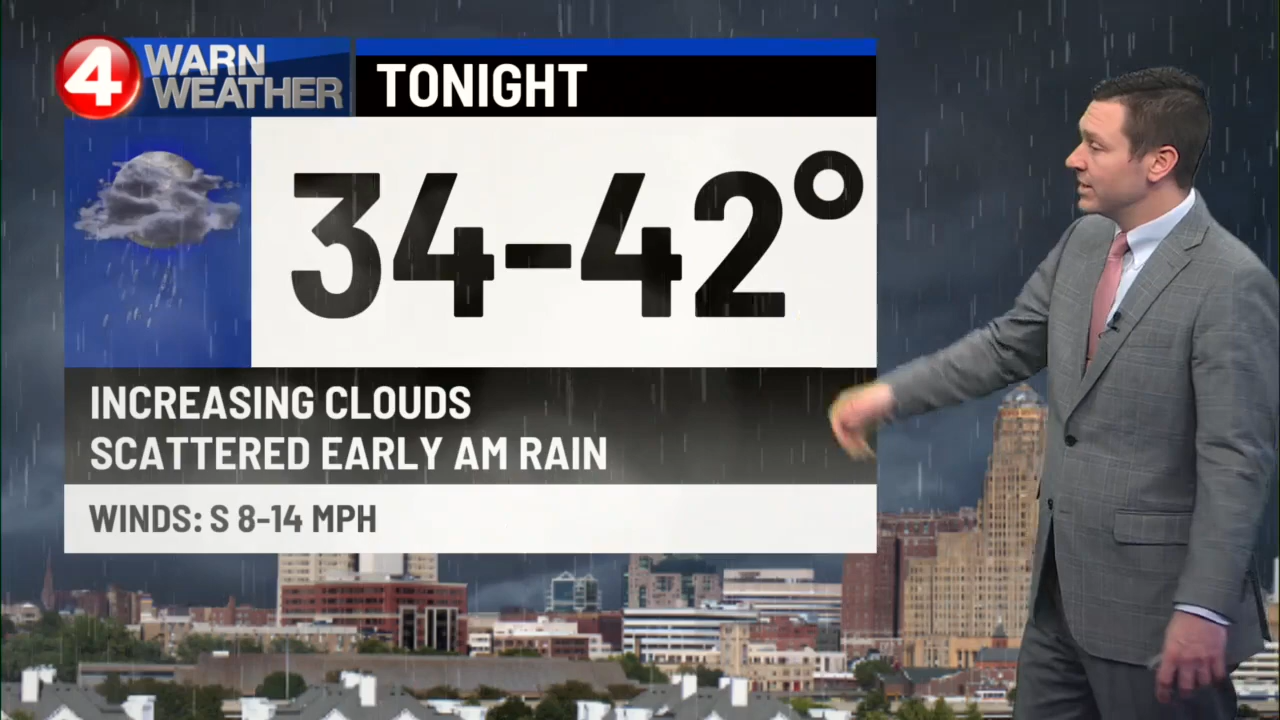 4 WARN
WEATHER
TONIGHT
34-42°
INCREASING CLOUDS
SCATTERED EARLY AM RAIN
WINDS: S 8-14 MPH